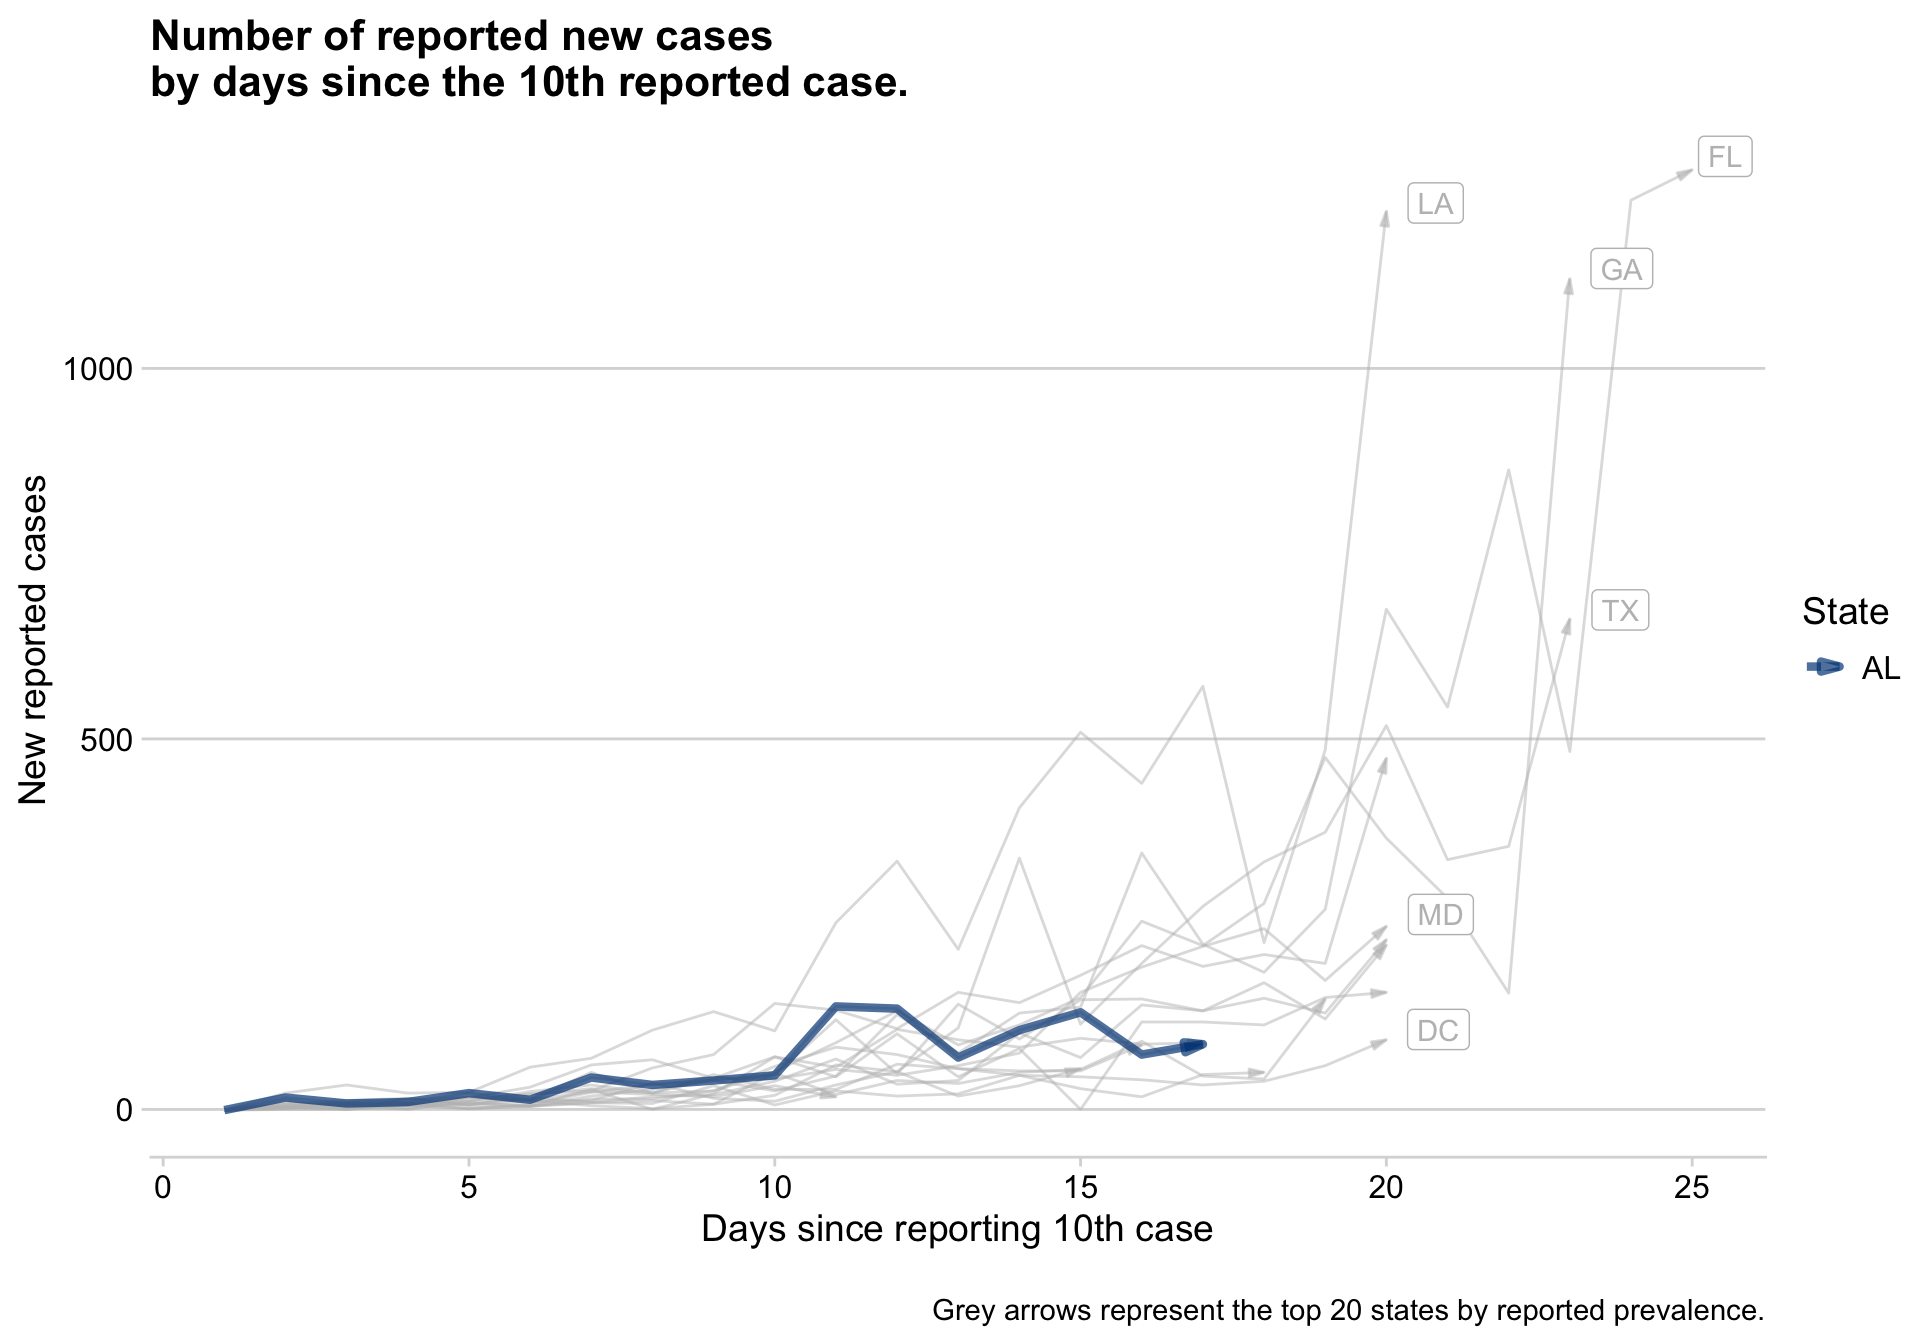 Number of reported new cases
by days since the 10th reported case.
FL
LA
GA
1000
TX
State
AL
500
MD
DC
0
New reported cases
0 5 10 15 20 25
Days since reporting 10th case
Grey arrows represent the top 20 states by reported prevalence.